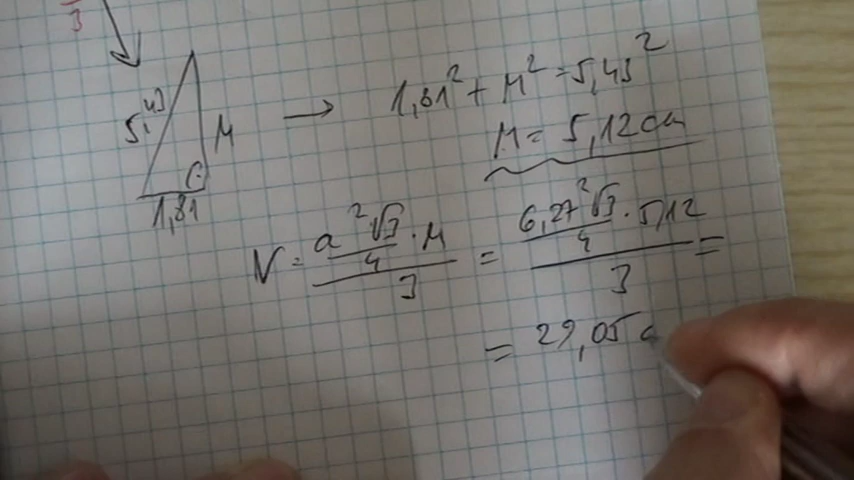 3
5,43
M
1,81
→ 1,81² + M² = 5,43²
M = 5,12 cm
V = a²√3/4 · M / 3 = 6,27²√3/4 · 5,12 / 3 =
= 29,05 c